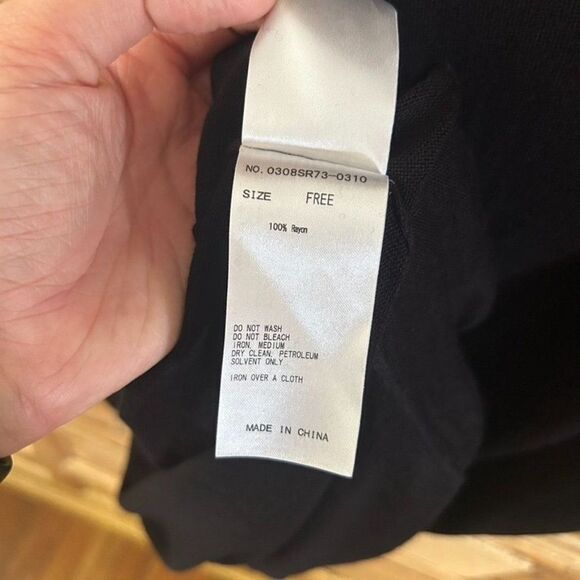 NO. 0308SR73-0310
SIZE FREE
100% Rayon
DO NOT WASH
DO NOT BLEACH
IRON, MEDIUM
DRY CLEAN, PETROLEUM
SOLVENT ONLY
IRON OVER A CLOTH
MADE IN CHINA